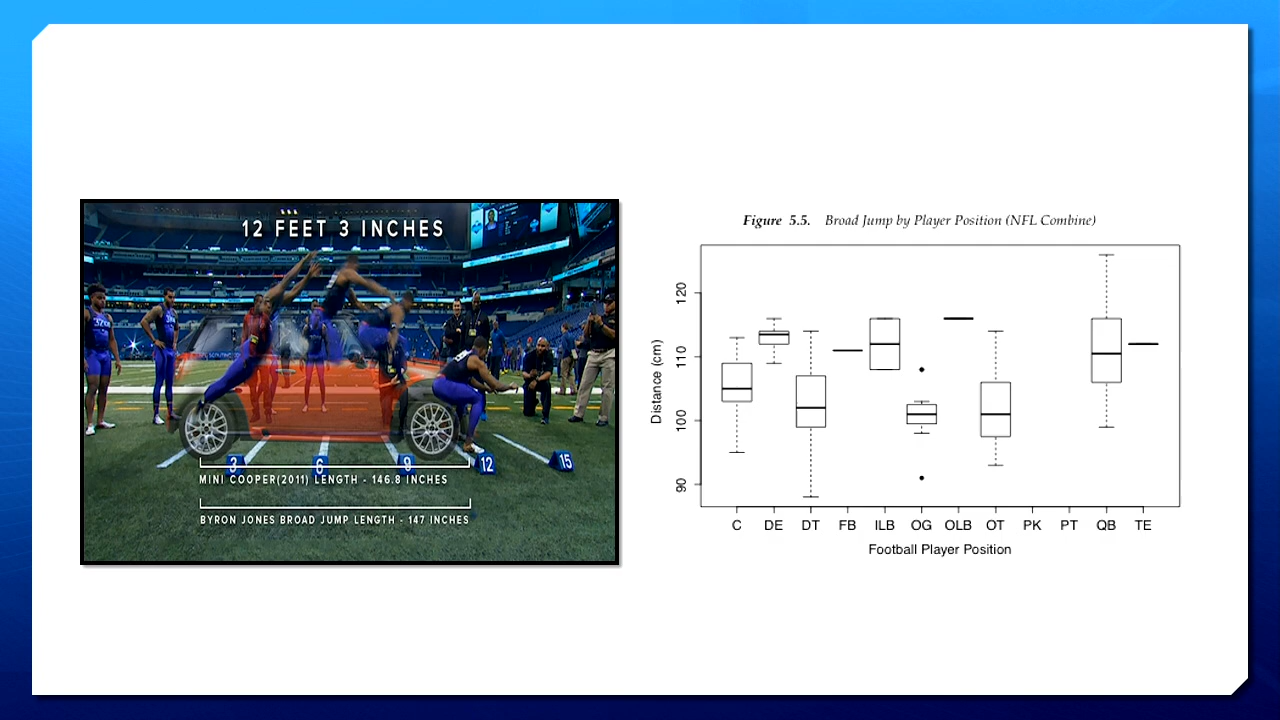 12 FEET 3 INCHES
3 6 9 12 15
MINI COOPER(2011) LENGTH - 146.8 INCHES
BYRON JONES BROAD JUMP LENGTH - 147 INCHES
Figure 5.5. Broad Jump by Player Position (NFL Combine)
Distance (cm)
120
110
100
90
C DE DT FB ILB OG OLB OT PK PT QB TE
Football Player Position